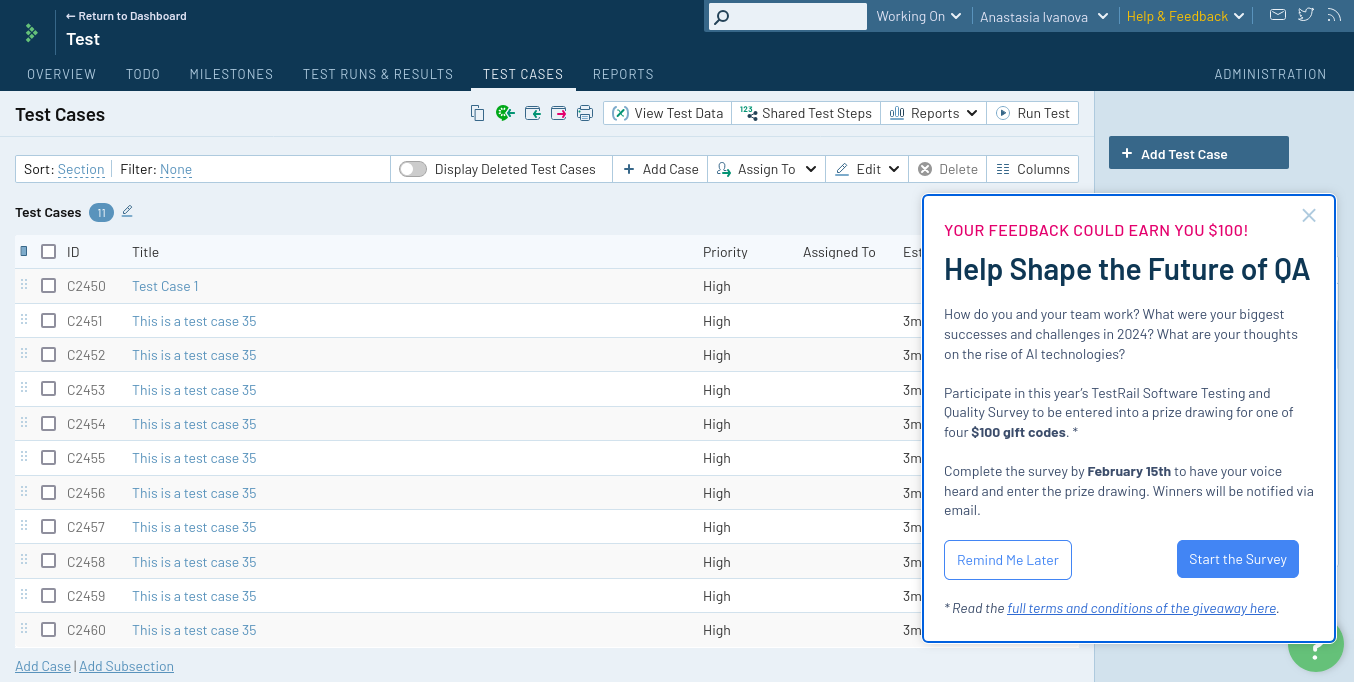 ← Return to Dashboard
Test
Working On
Anastasia Ivanova
Help & Feedback
OVERVIEW TODO MILESTONES TEST RUNS & RESULTS TEST CASES REPORTS ADMINISTRATION
Test Cases
View Test Data
123 Shared Test Steps
Reports
Run Test
Add Test Case
Sort: Section Filter: None
Display Deleted Test Cases
Add Case
Assign To
Edit
Delete
Columns
Test Cases 11
ID Title Priority Assigned To Est
C2450 Test Case 1 High
C2451 This is a test case 35 High 3m
C2452 This is a test case 35 High 3m
C2453 This is a test case 35 High 3m
C2454 This is a test case 35 High 3m
C2455 This is a test case 35 High 3m
C2456 This is a test case 35 High 3m
C2457 This is a test case 35 High 3m
C2458 This is a test case 35 High 3m
C2459 This is a test case 35 High 3m
C2460 This is a test case 35 High 3m
Add Case | Add Subsection
YOUR FEEDBACK COULD EARN YOU $100!
Help Shape the Future of QA
How do you and your team work? What were your biggest
successes and challenges in 2024? What are your thoughts
on the rise of AI technologies?
Participate in this year's TestRail Software Testing and
Quality Survey to be entered into a prize drawing for one of
four $100 gift codes. *
Complete the survey by February 15th to have your voice
heard and enter the prize drawing. Winners will be notified via
email.
Remind Me Later
Start the Survey
* Read the full terms and conditions of the giveaway here.
?